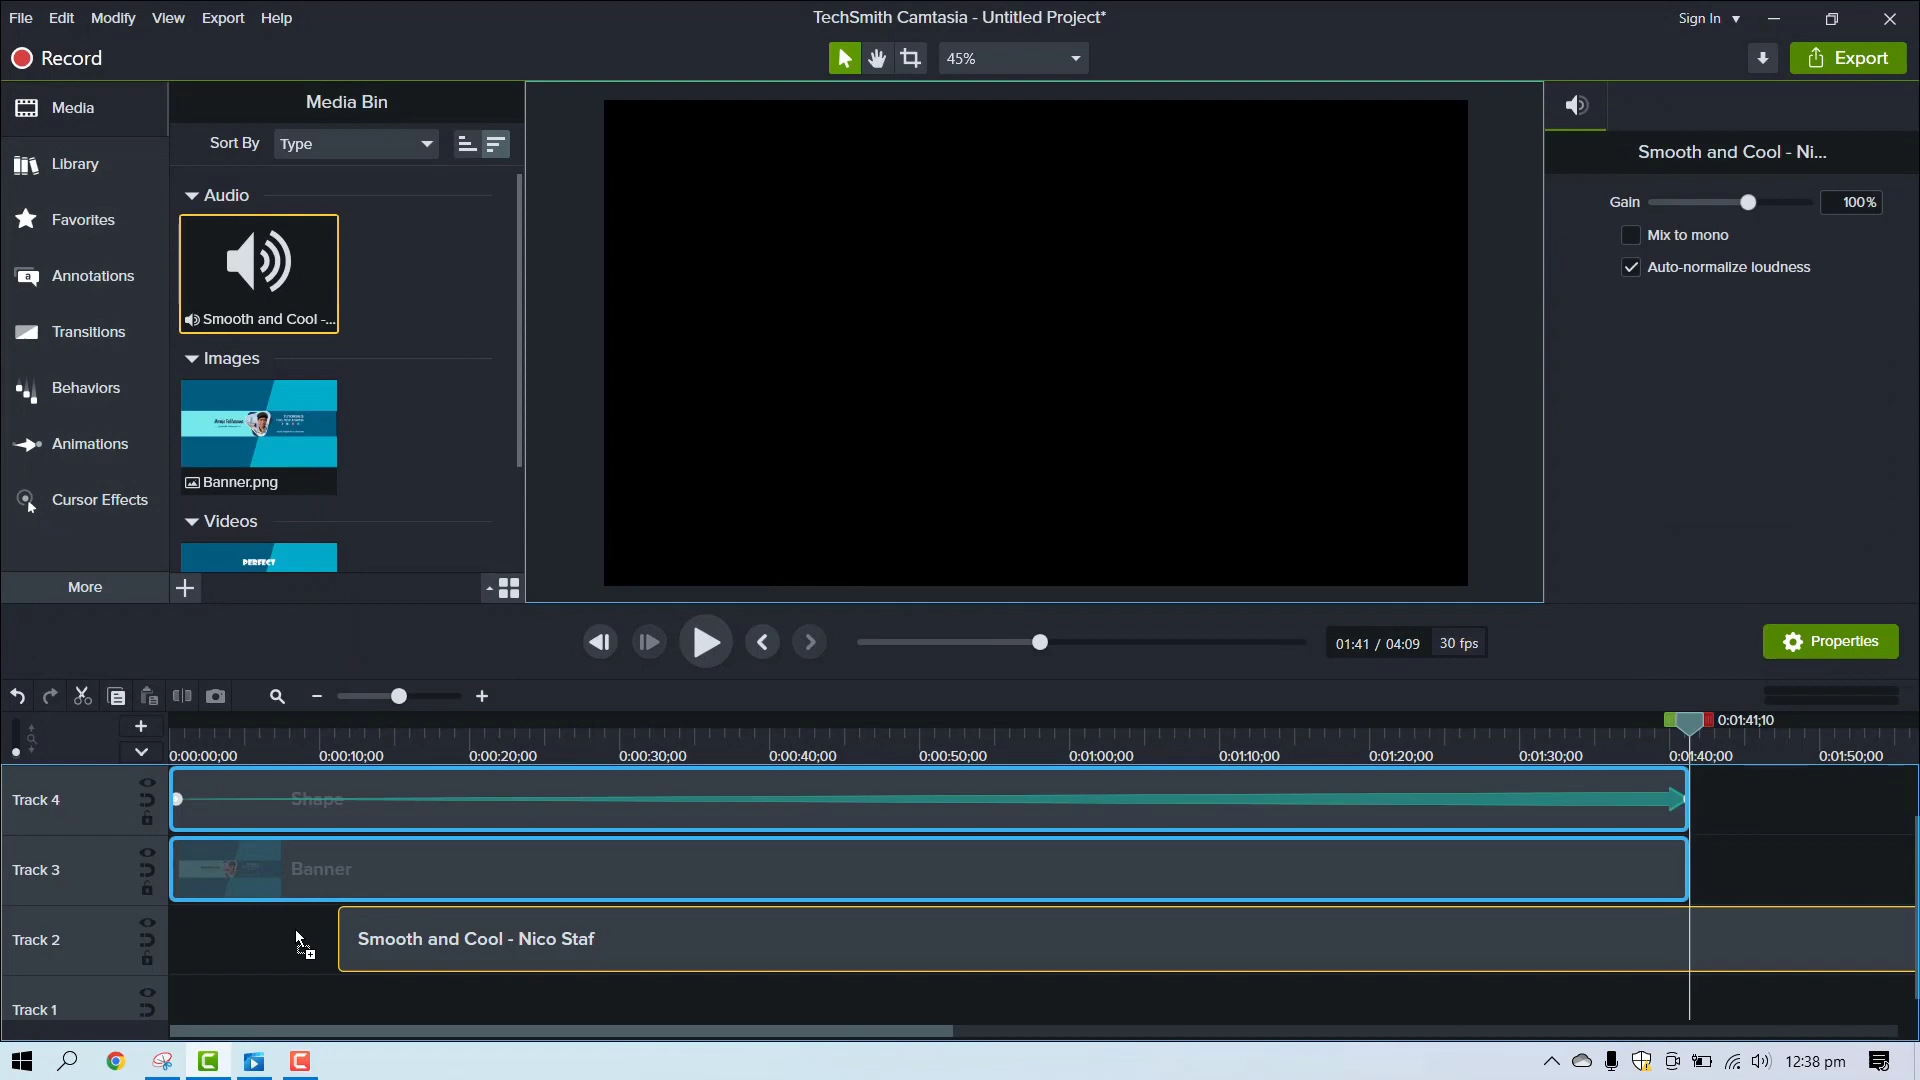 File Edit Modify View Export Help
TechSmith Camtasia - Untitled Project*
Sign In
Record
45%
Export
Media
Library
Favorites
Annotations
Transitions
Behaviors
Animations
Cursor Effects
More
Media Bin
Sort By Type
Audio
Smooth and Cool -...
Images
Banner.png
Videos
PERFECT
Smooth and Cool - Ni...
Gain 100%
Mix to mono
Auto-normalize loudness
01:41 / 04:09 30 fps
Properties
0:01:41;10
0:00:00;00 0:00:10;00 0:00:20;00 0:00:30;00 0:00:40;00 0:00:50;00 0:01:00;00 0:01:10;00 0:01:20;00 0:01:30;00 0:01:40;00 0:01:50;00
Track 4 Shape
Track 3 Banner
Track 2 Smooth and Cool - Nico Staf
Track 1
12:38 pm